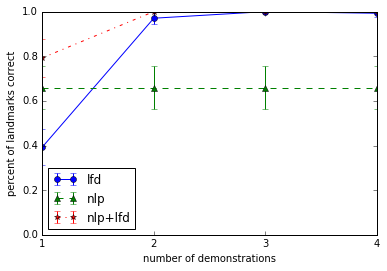 1.0
0.8
0.6
0.4
0.2
0.0
percent of landmarks correct
lfd
nlp
nlp+lfd
1 2 3 4
number of demonstrations